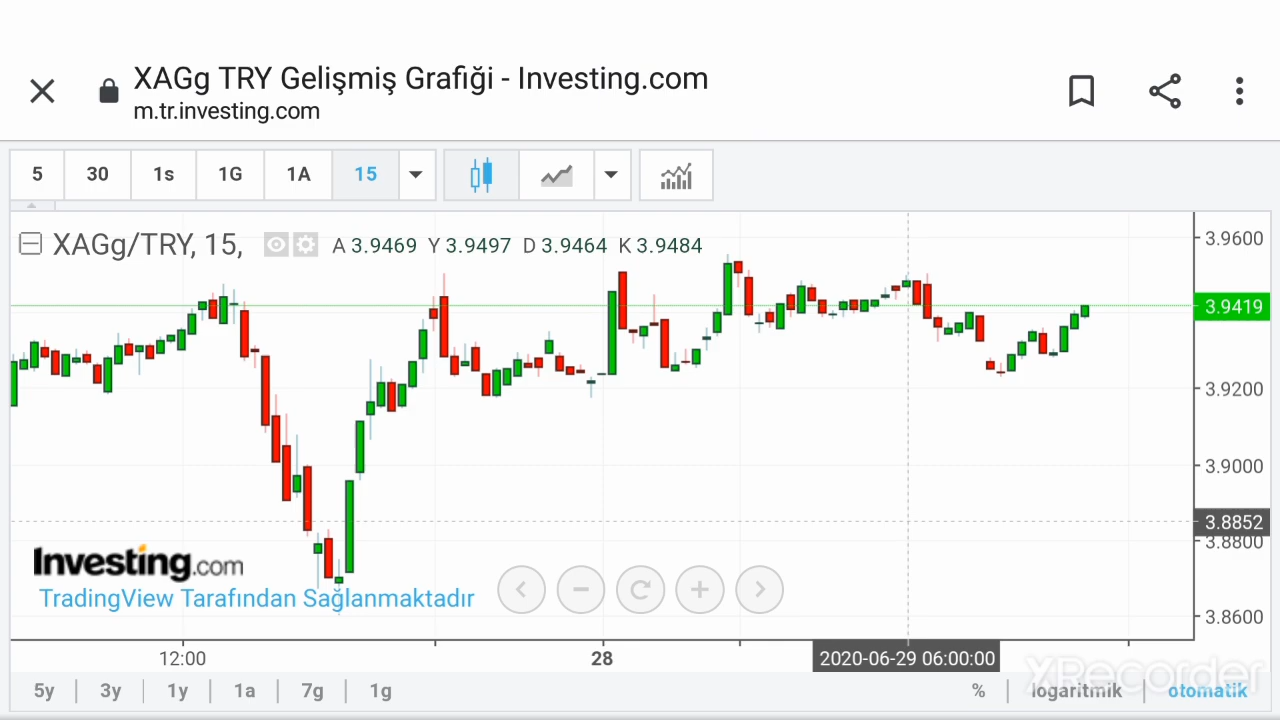 XAGg TRY Gelişmiş Grafiği - Investing.com
m.tr.investing.com
5 30 1s 1G 1A 15
XAGg/TRY, 15, A 3.9469 Y 3.9497 D 3.9464 K 3.9484
3.9600
3.9419
3.9200
3.9000
3.8852
3.8800
3.8600
Investing.com
TradingView Tarafından Sağlanmaktadır
12:00 28 2020-06-29 06:00:00
XRecorder
5y 3y 1y 1a 7g 1g % logaritmik otomatik